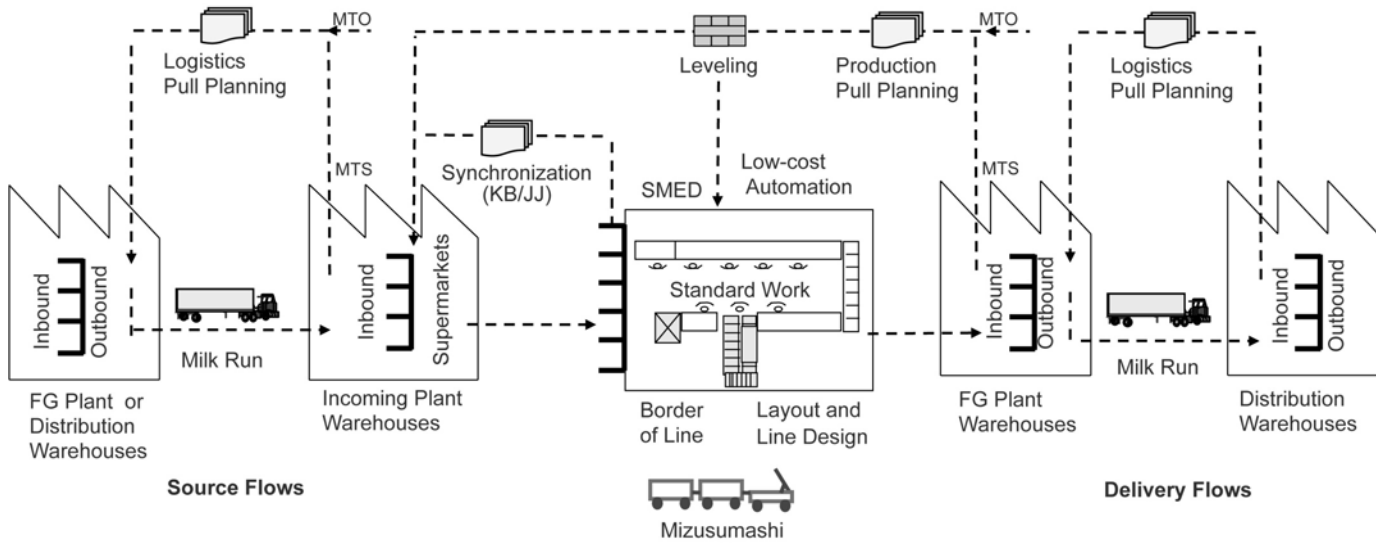 MTO
MTO
Logistics
Pull Planning
Leveling
Production
Pull Planning
Logistics
Pull Planning
MTS
Synchronization
(KB/JJ)
SMED
Low-cost
Automation
MTS
Inbound
Outbound
Milk Run
Inbound
Supermarkets
Standard Work
Inbound
Outbound
Milk Run
Inbound
Outbound
FG Plant or
Distribution
Warehouses
Incoming Plant
Warehouses
Border
of Line
Layout and
Line Design
FG Plant
Warehouses
Distribution
Warehouses
Source Flows
Delivery Flows
Mizusumashi